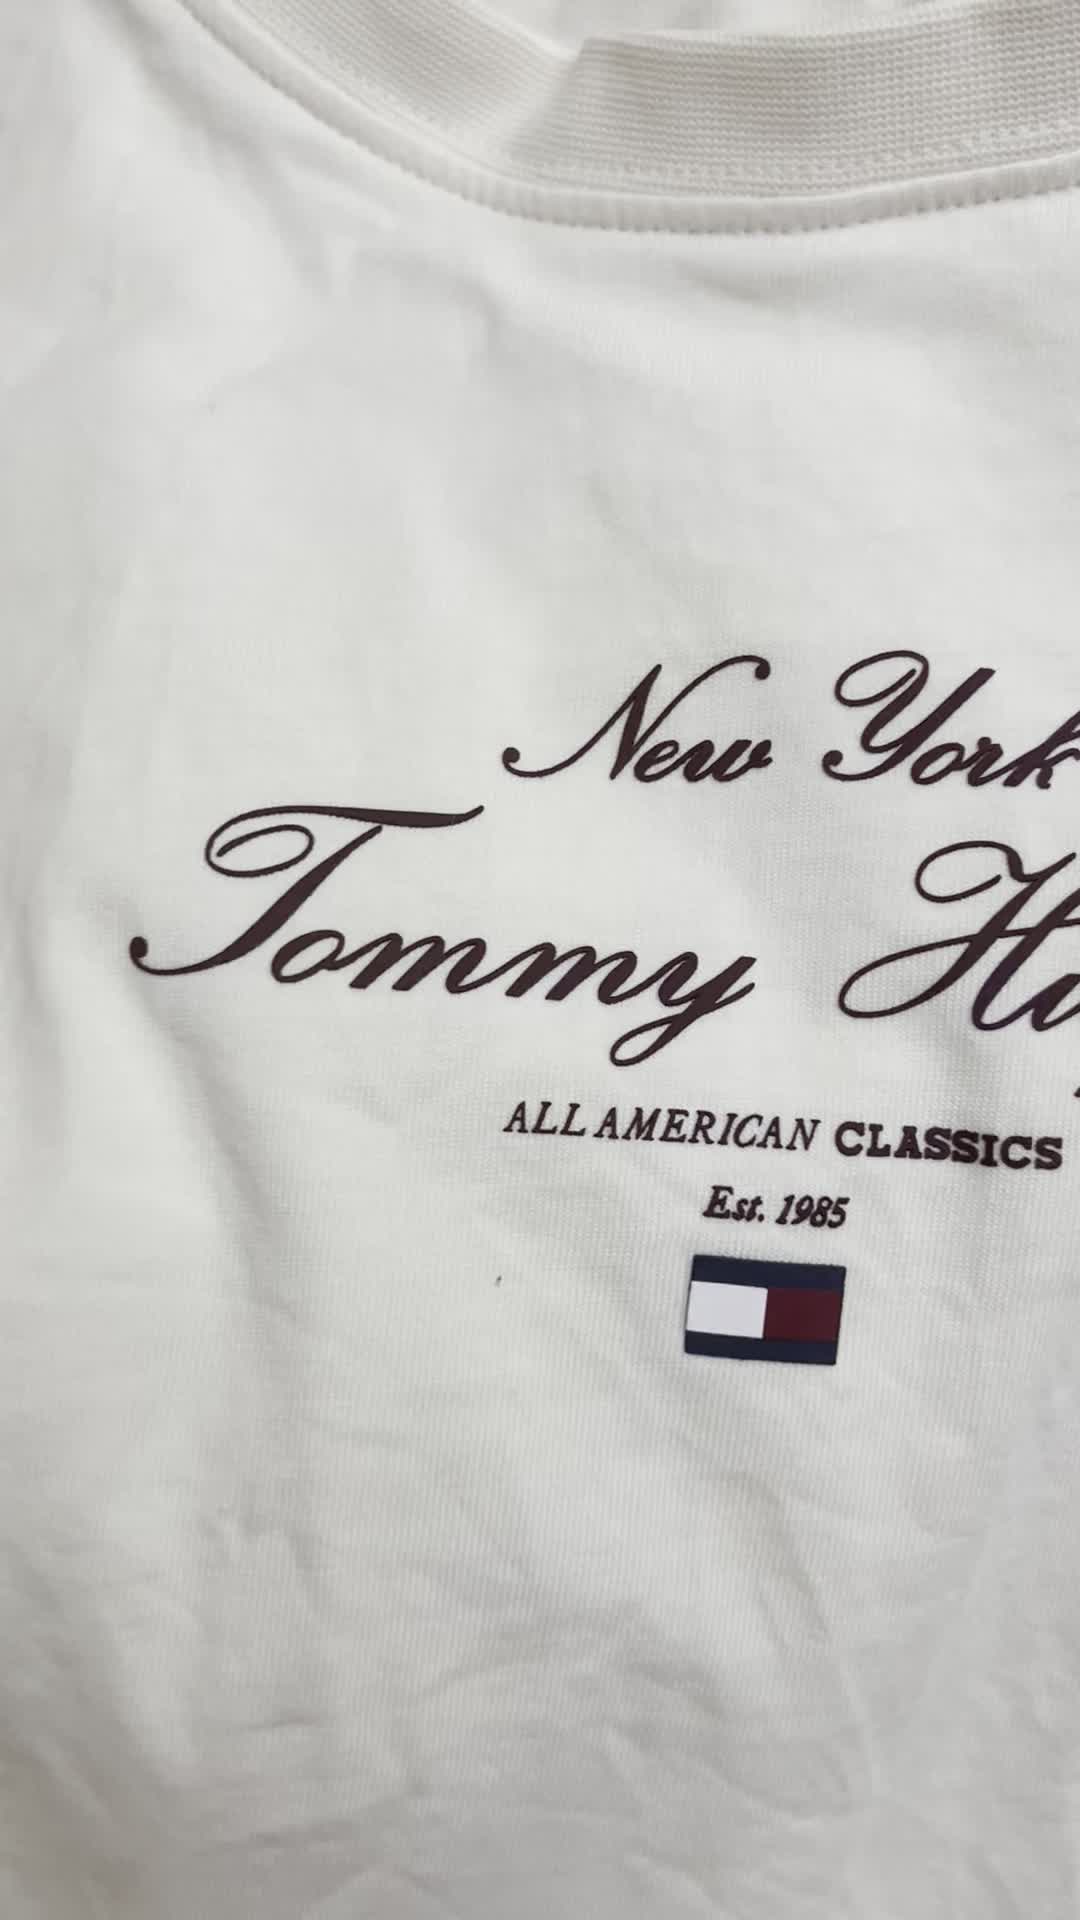 New York
Tommy
ALL AMERICAN CLASSICS
Est. 1985